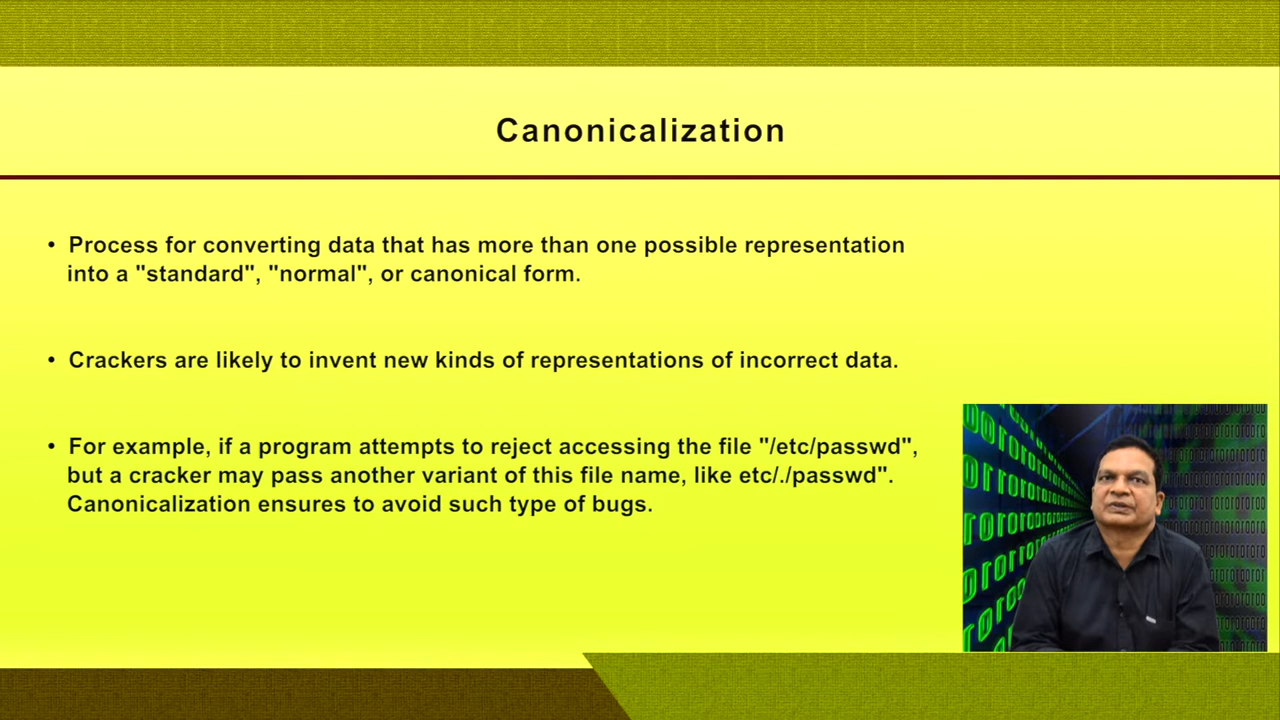 Canonicalization
• Process for converting data that has more than one possible representation
into a "standard", "normal", or canonical form.
• Crackers are likely to invent new kinds of representations of incorrect data.
• For example, if a program attempts to reject accessing the file "/etc/passwd",
but a cracker may pass another variant of this file name, like etc/./passwd".
Canonicalization ensures to avoid such type of bugs.